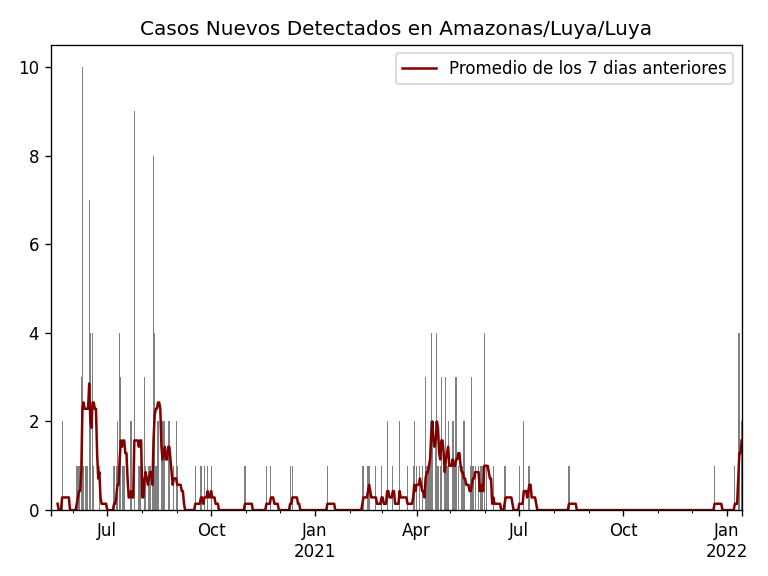 Casos Nuevos Detectados en Amazonas/Luya/Luya
Promedio de los 7 dias anteriores
10
8
6
4
2
0
Jul
Oct
Jan
2021
Apr
Jul
Oct
Jan
2022